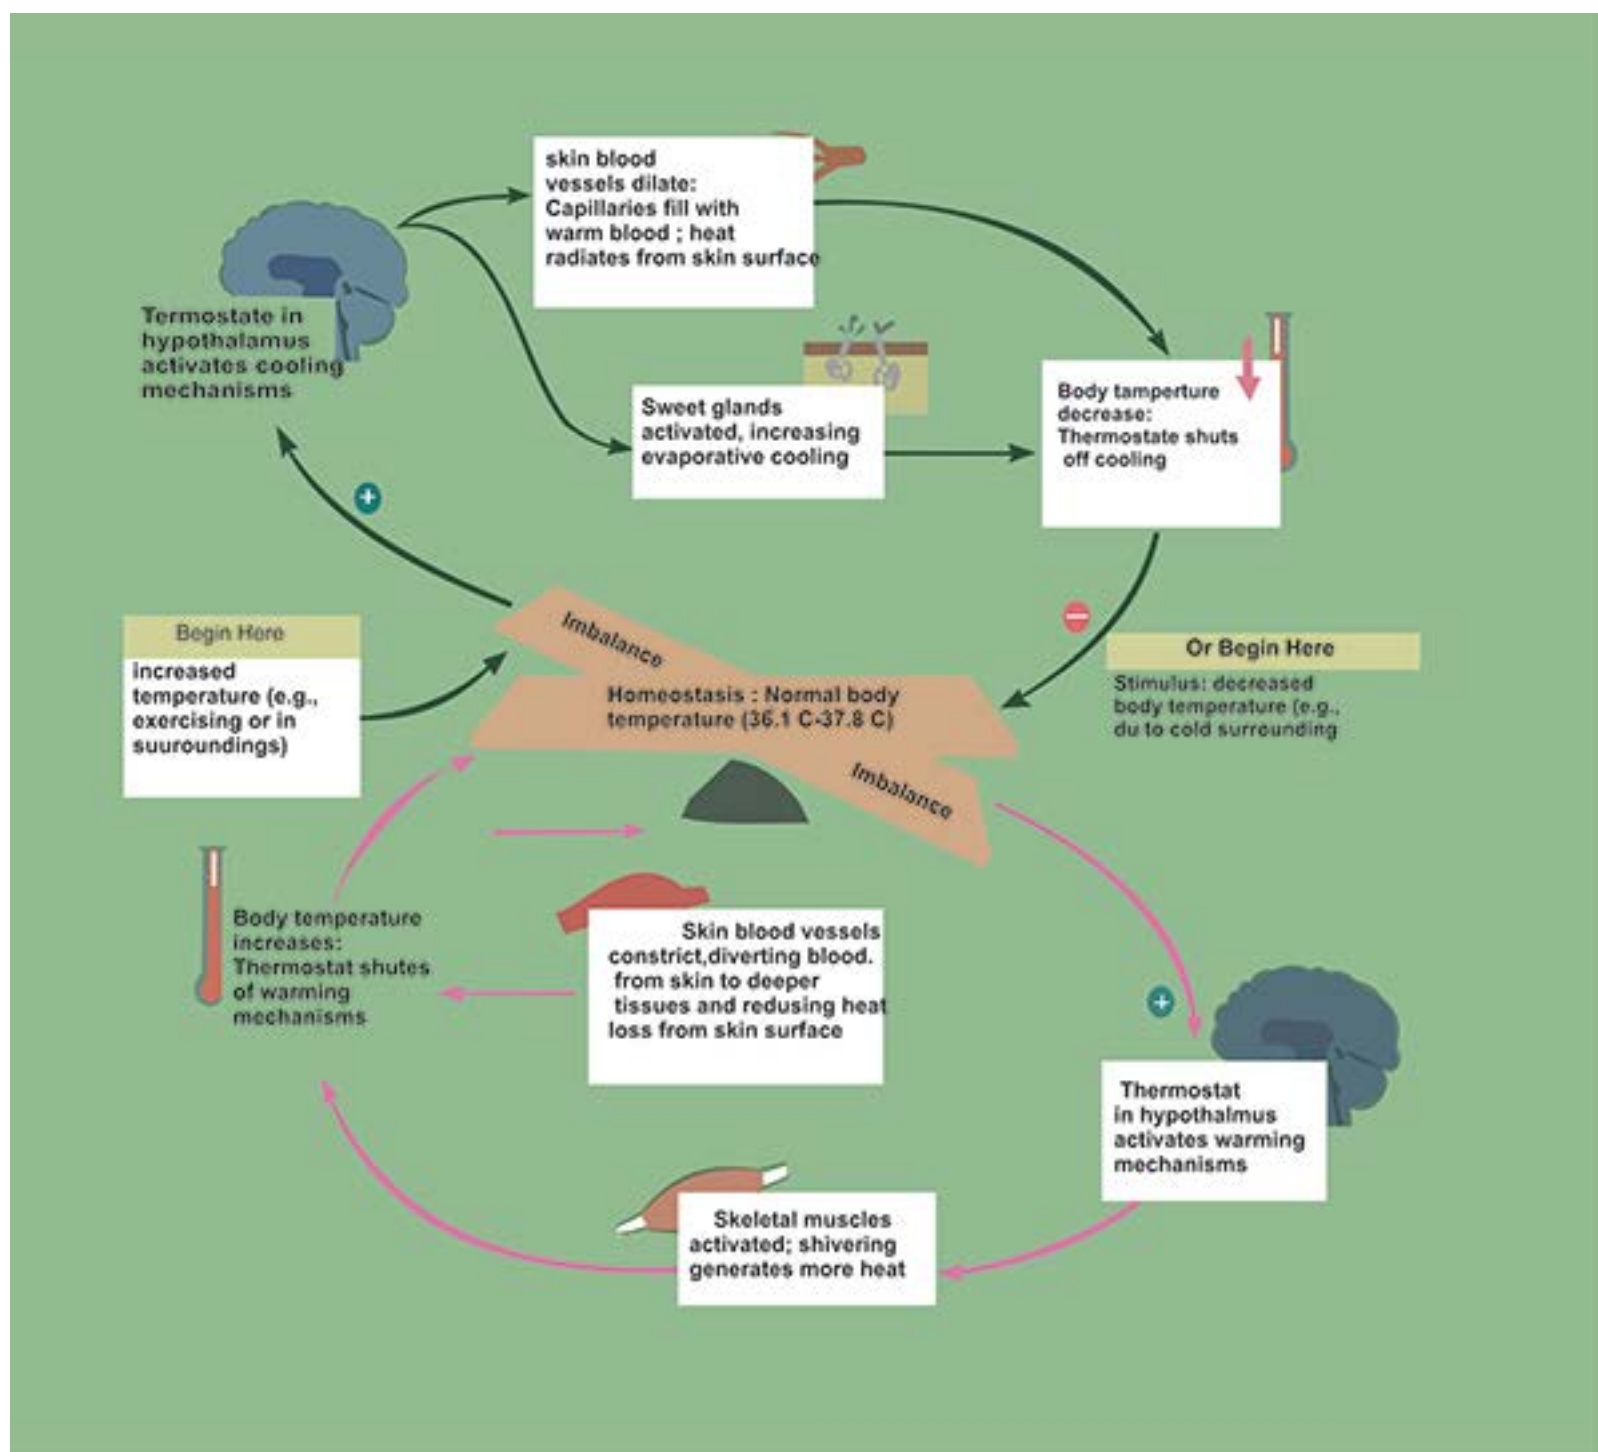 skin blood
vessels dilate:
Capillaries fill with
warm blood ; heat
radiates from skin surface
Termostate in
hypothalamus
activates cooling
mechanisms
Sweet glands
activated, increasing
evaporative cooling
Body tamperture
decrease:
Thermostate shuts
off cooling
+
Begin Here
increased
temperature (e.g.,
exercising or in
suuroundings)
Imbalance
Homeostasis : Normal body
temperature (36.1 C-37.8 C)
Imbalance
−
Or Begin Here
Stimulus: decreased
body temperature (e.g.,
du to cold surrounding
Body temperature
increases:
Thermostat shutes
of warming
mechanisms
Skin blood vessels
constrict,diverting blood.
from skin to deeper
tissues and redusing heat
loss from skin surface
+
Thermostat
in hypothalmus
activates warming
mechanisms
Skeletal muscles
activated; shivering
generates more heat